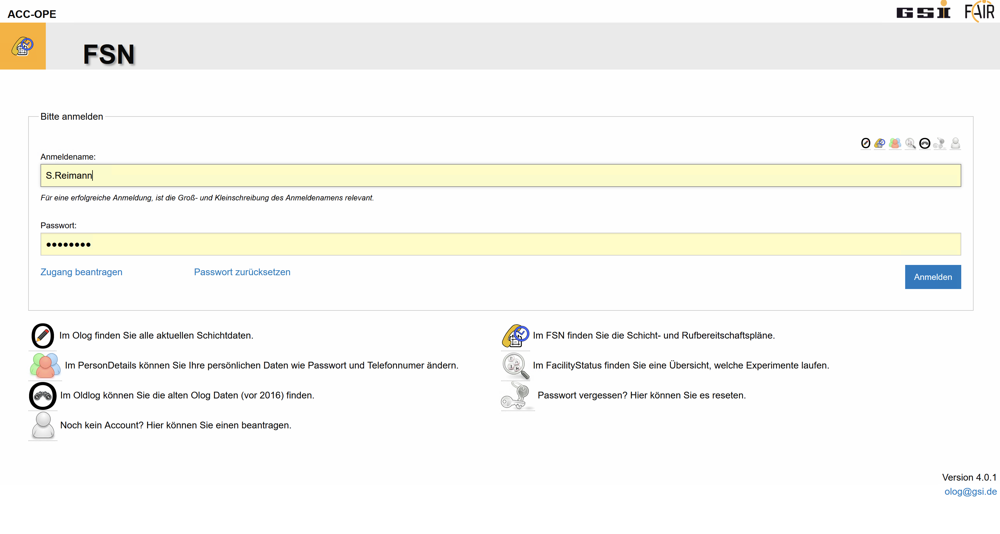 ACC-OPE
GSI FAIR
FSN
Bitte anmelden
Anmeldename:
S.Reimann
Für eine erfolgreiche Anmeldung, ist die Groß- und Kleinschreibung des Anmeldenamens relevant.
Passwort:
••••••••
Zugang beantragen Passwort zurücksetzen Anmelden
Im Olog finden Sie alle aktuellen Schichtdaten.
Im FSN finden Sie die Schicht- und Rufbereitschaftspläne.
Im PersonDetails können Sie Ihre persönlichen Daten wie Passwort und Telefonnumer ändern.
Im FacilityStatus finden Sie eine Übersicht, welche Experimente laufen.
Im Oldlog können Sie die alten Olog Daten (vor 2016) finden.
Passwort vergessen? Hier können Sie es reseten.
Noch kein Account? Hier können Sie einen beantragen.
Version 4.0.1
olog@gsi.de